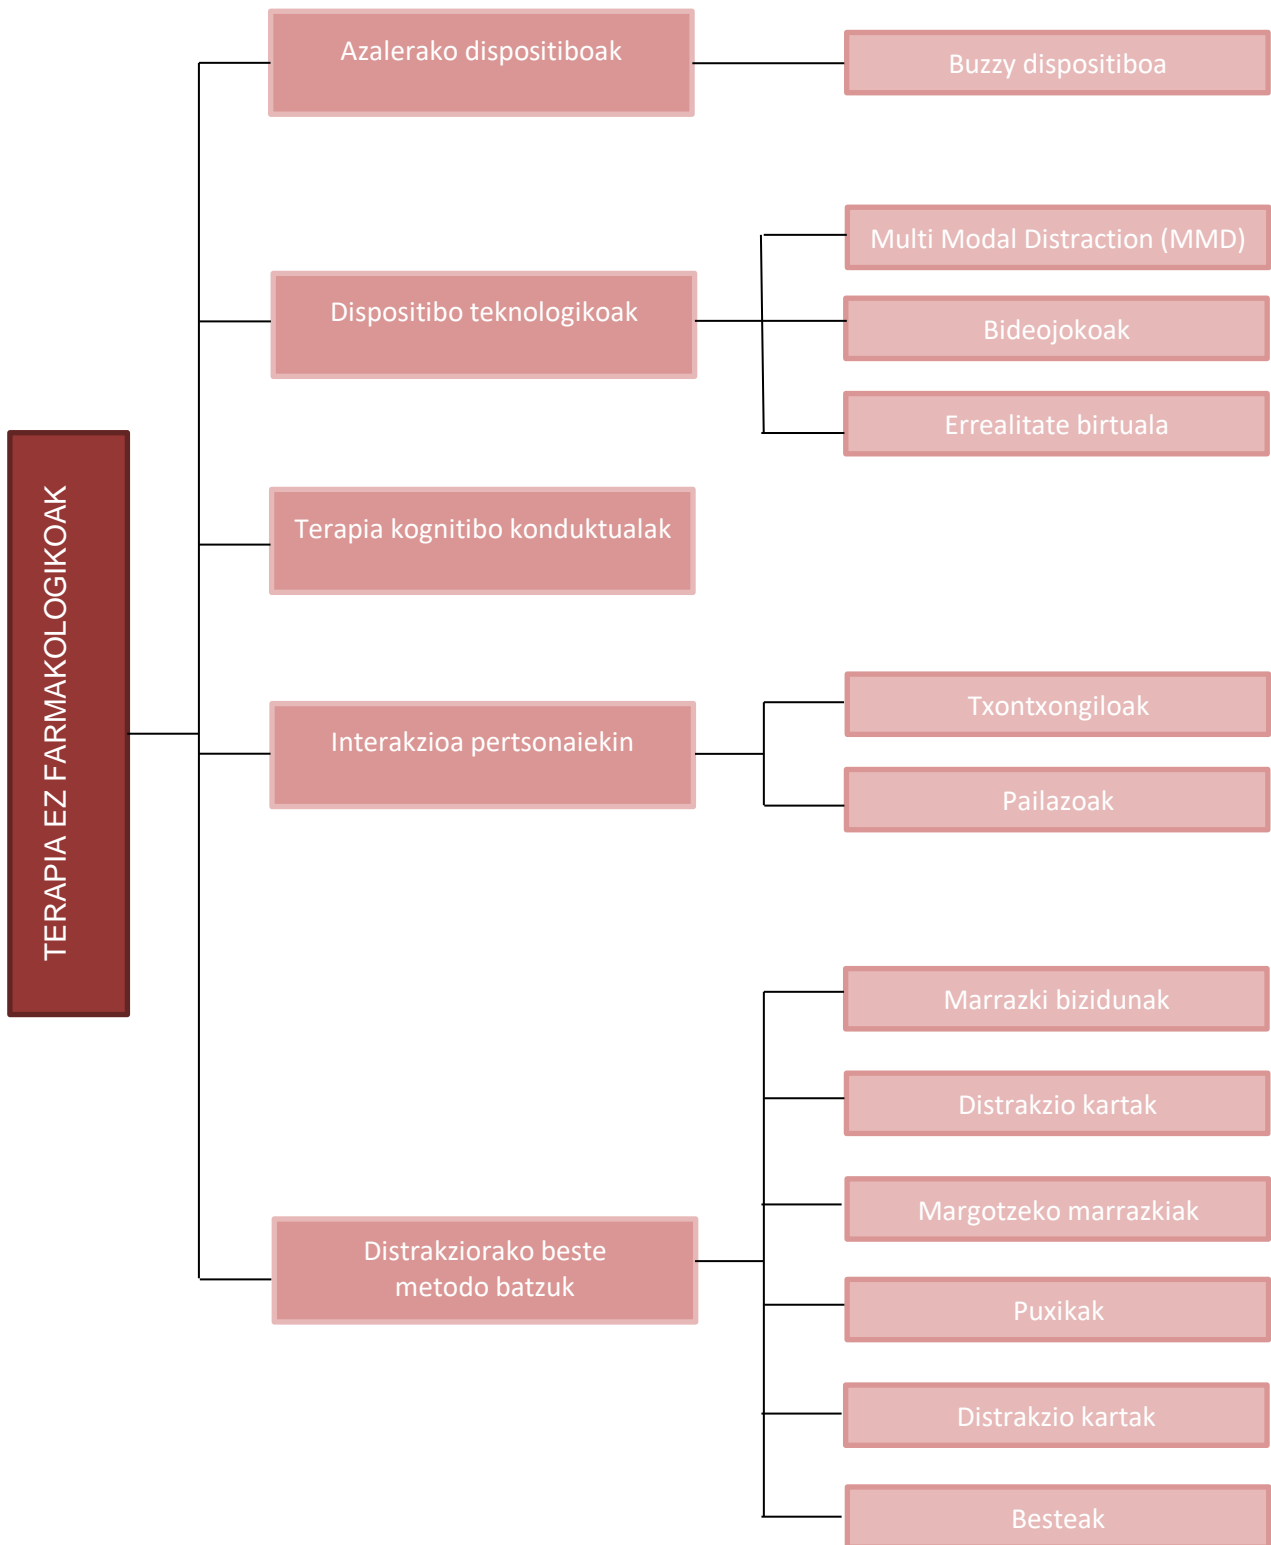 TERAPIA EZ FARMAKOLOGIKOAK
Azalerako dispositiboak
Buzzy dispositiboa
Dispositibo teknologikoak
Multi Modal Distraction (MMD)
Bideojokoak
Errealitate birtuala
Terapia kognitibo konduktualak
Interakzioa pertsonaiekin
Txontxongiloak
Pailazoak
Distrakziorako beste
metodo batzuk
Marrazki bizidunak
Distrakzio kartak
Margotzeko marrazkiak
Puxikak
Distrakzio kartak
Besteak